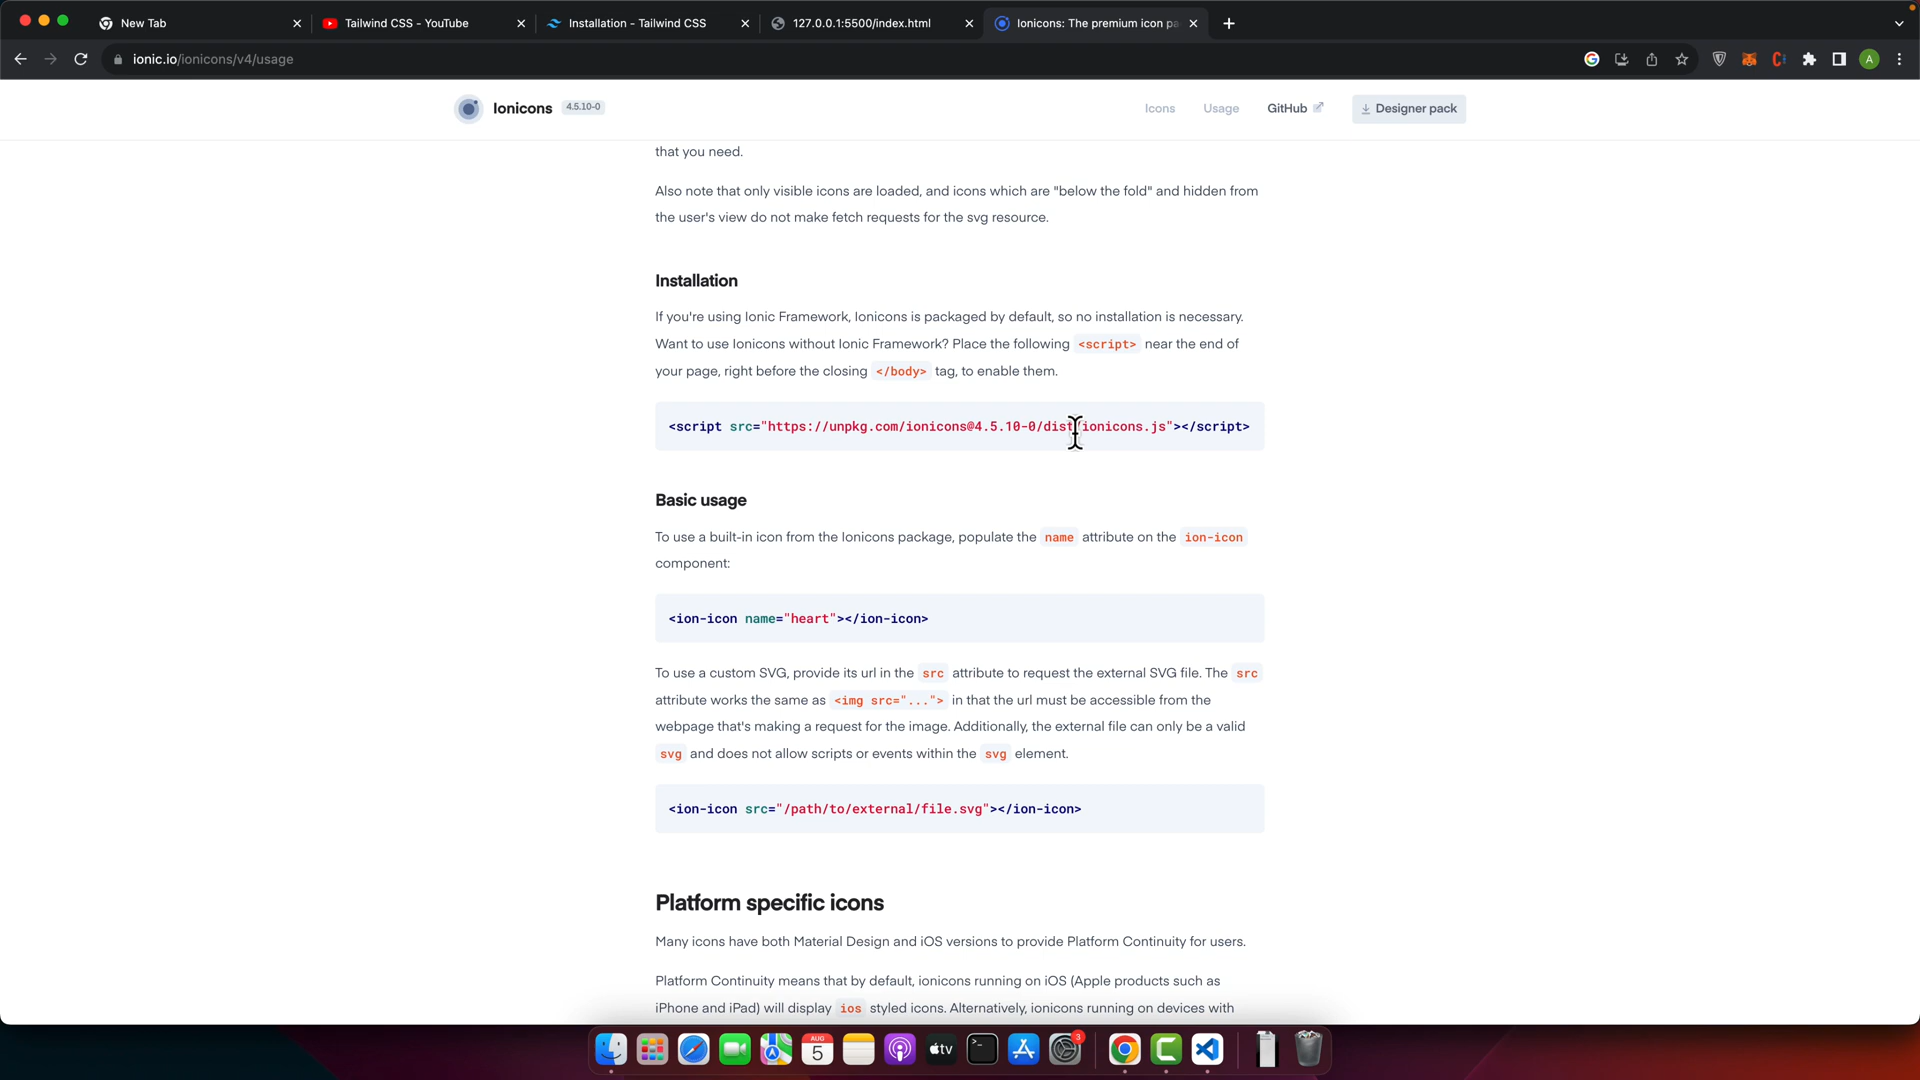 New Tab
Tailwind CSS - YouTube
Installation - Tailwind CSS
127.0.0.1:5500/index.html
Ionicons: The premium icon pa
ionic.io/ionicons/v4/usage
A
Ionicons 4.5.10-0
Icons
Usage
GitHub
Designer pack
that you need.
Also note that only visible icons are loaded, and icons which are "below the fold" and hidden from
the user's view do not make fetch requests for the svg resource.
Installation
If you're using Ionic Framework, Ionicons is packaged by default, so no installation is necessary.
Want to use Ionicons without Ionic Framework? Place the following <script> near the end of
your page, right before the closing </body> tag, to enable them.
<script src="https://unpkg.com/ionicons@4.5.10-0/dist/ionicons.js"></script>
Basic usage
To use a built-in icon from the Ionicons package, populate the name attribute on the ion-icon
component:
<ion-icon name="heart"></ion-icon>
To use a custom SVG, provide its url in the src attribute to request the external SVG file. The src
attribute works the same as <img src="..."> in that the url must be accessible from the
webpage that's making a request for the image. Additionally, the external file can only be a valid
svg and does not allow scripts or events within the svg element.
<ion-icon src="/path/to/external/file.svg"></ion-icon>
Platform specific icons
Many icons have both Material Design and iOS versions to provide Platform Continuity for users.
Platform Continuity means that by default, ionicons running on iOS (Apple products such as
iPhone and iPad) will display ios styled icons. Alternatively, ionicons running on devices with
AUG
5
tv
3